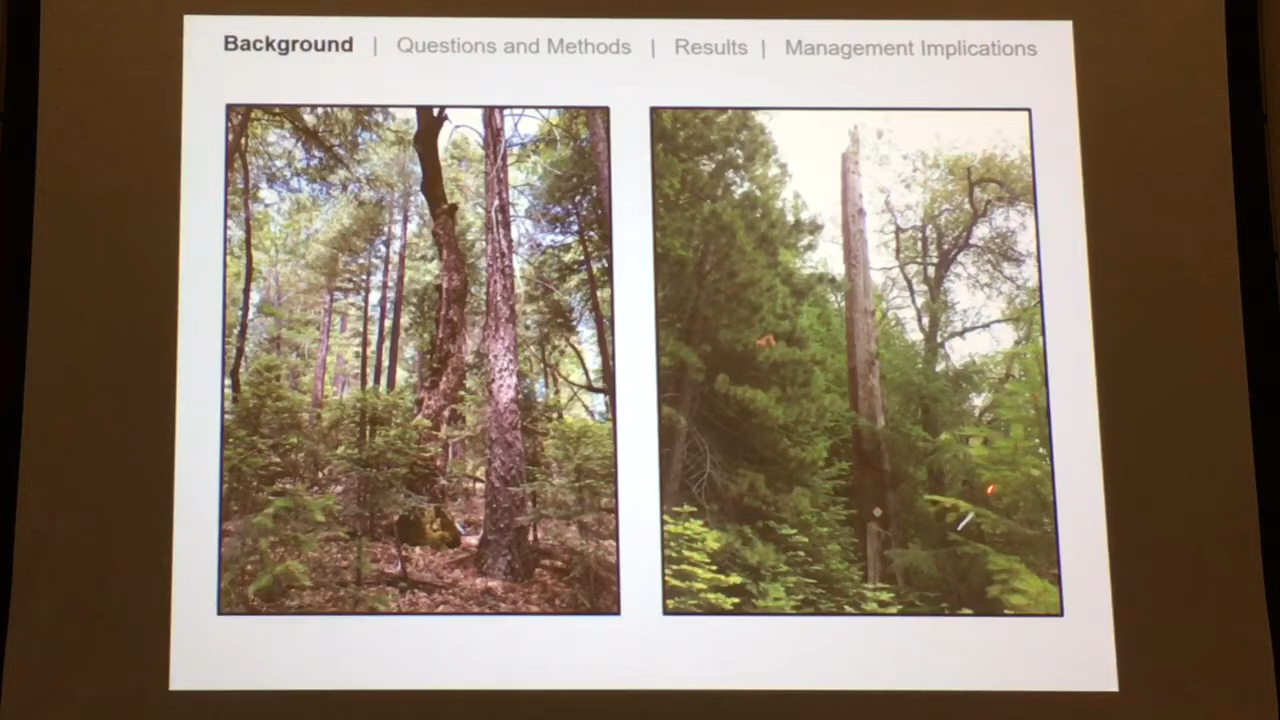 Background | Questions and Methods | Results | Management Implications